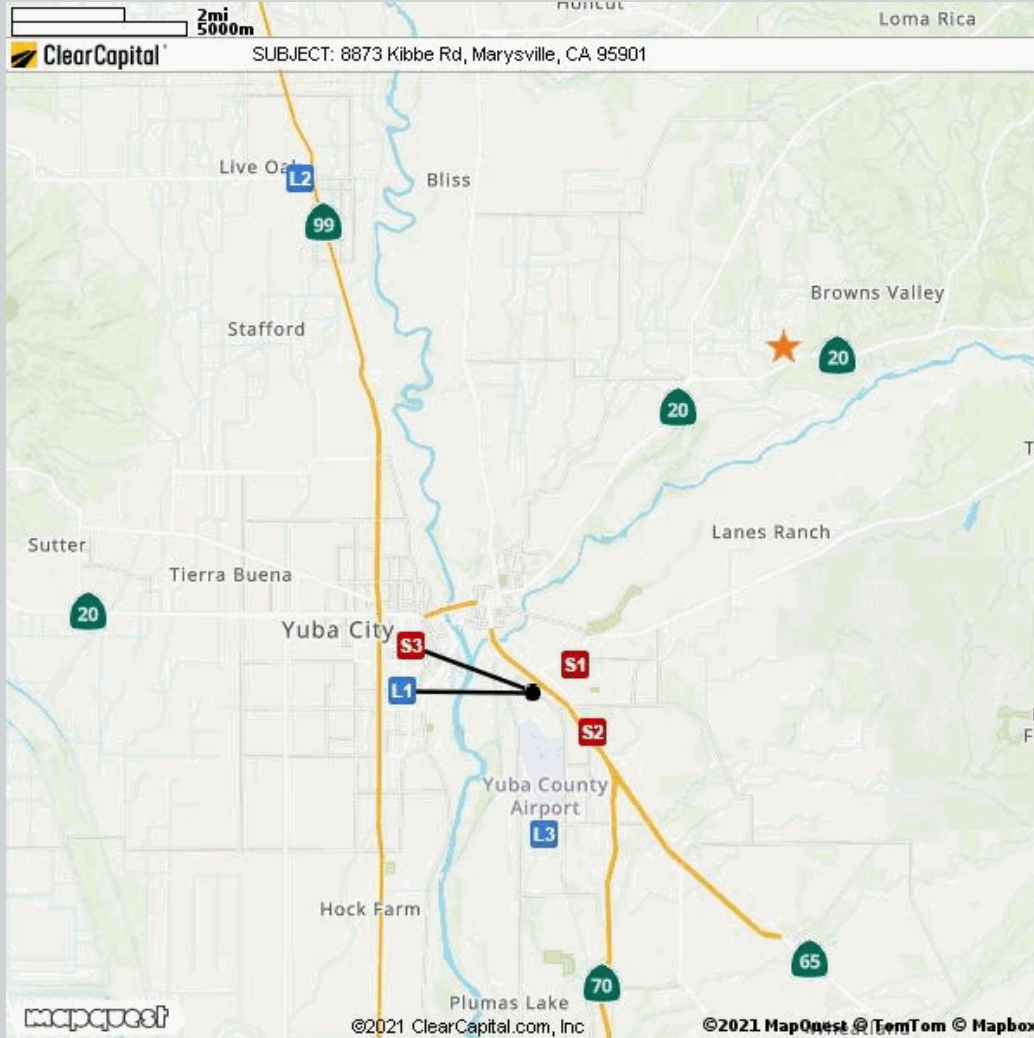 Honcut
2mi
5000m
Loma Rica
ClearCapital
SUBJECT: 8873 Kibbe Rd, Marysville, CA 95901
Live Oa
L2
Bliss
99
Browns Valley
Stafford
20
20
Lanes Ranch
Sutter
Tierra Buena
20
Yuba City
S3
S1
L1
S2
Yuba County
Airport
L3
Hock Farm
65
70
Plumas Lake
mapquest
©2021 ClearCapital.com, Inc
©2021 MapQuest © TomTom © Mapbox